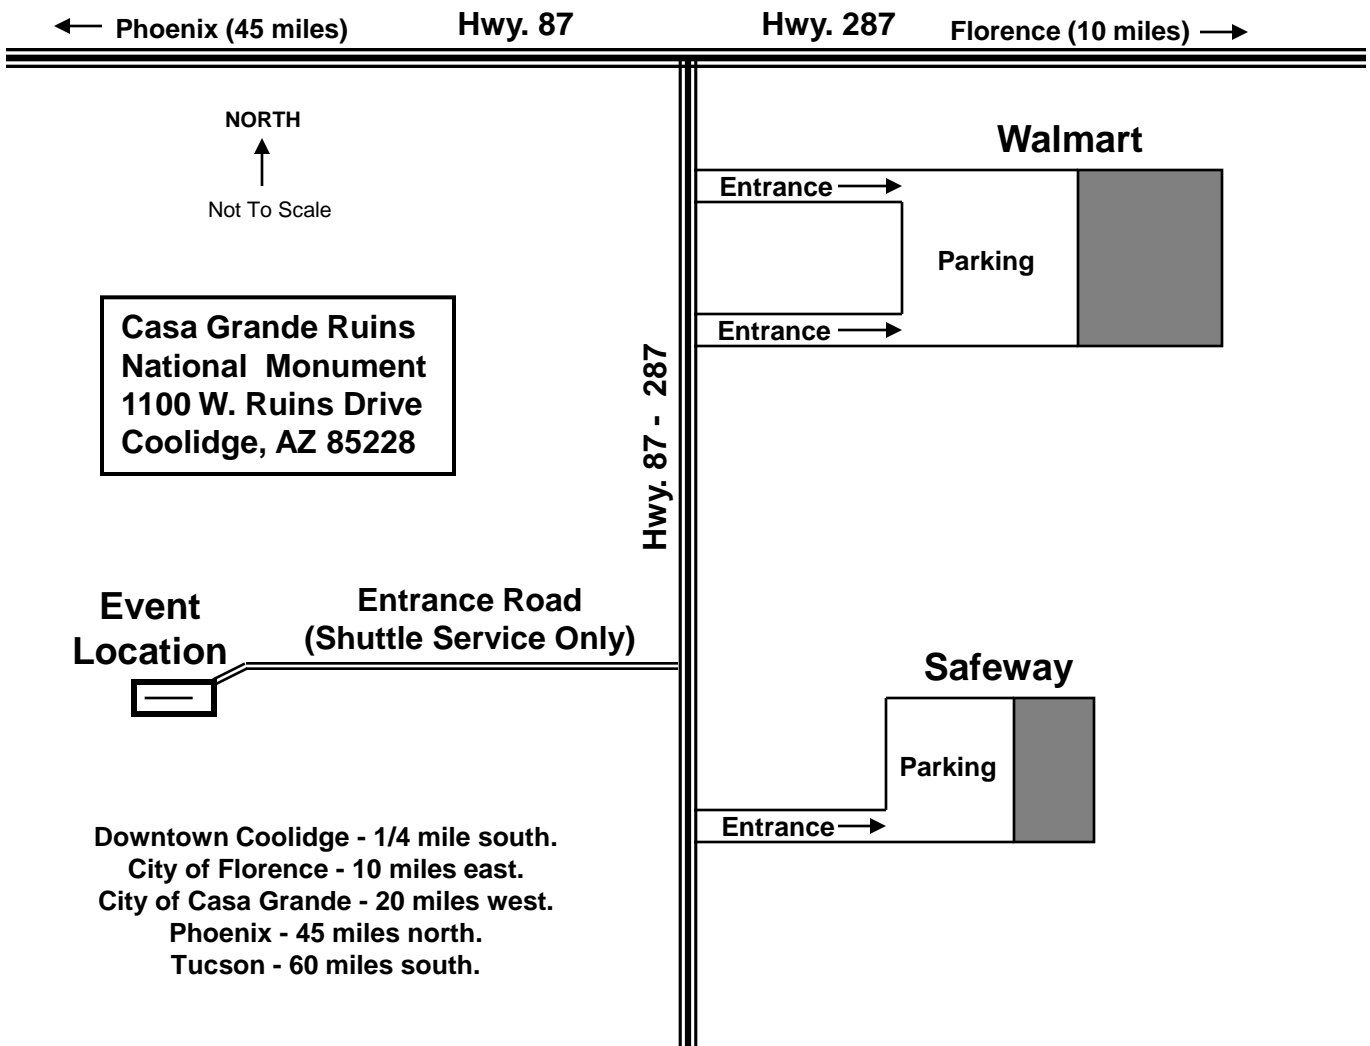 Phoenix (45 miles)
Hwy. 87
Hwy. 287
Florence (10 miles)
NORTH
Not To Scale
Walmart
Entrance
Parking
Entrance
Casa Grande Ruins
National Monument
1100 W. Ruins Drive
Coolidge, AZ 85228
Hwy. 87 - 287
Event
Location
Entrance Road
(Shuttle Service Only)
Safeway
Parking
Entrance
Downtown Coolidge - 1/4 mile south.
City of Florence - 10 miles east.
City of Casa Grande - 20 miles west.
Phoenix - 45 miles north.
Tucson - 60 miles south.